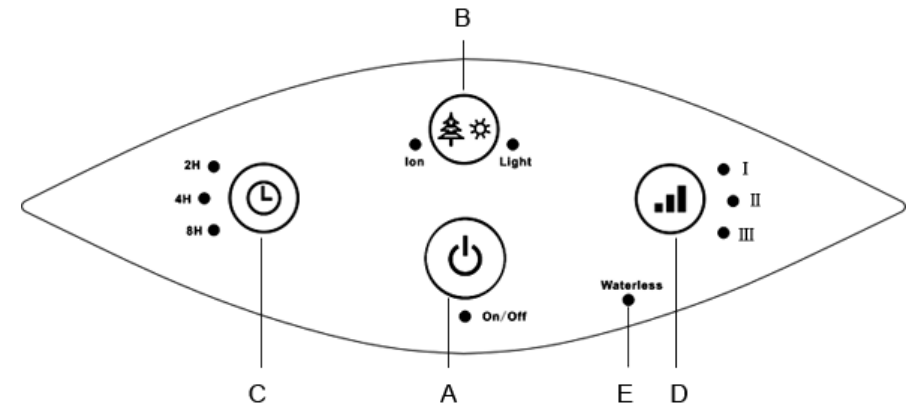 B
Ion
Light
2H
4H
8H
I
II
III
Waterless
On/Off
C
A
E
D